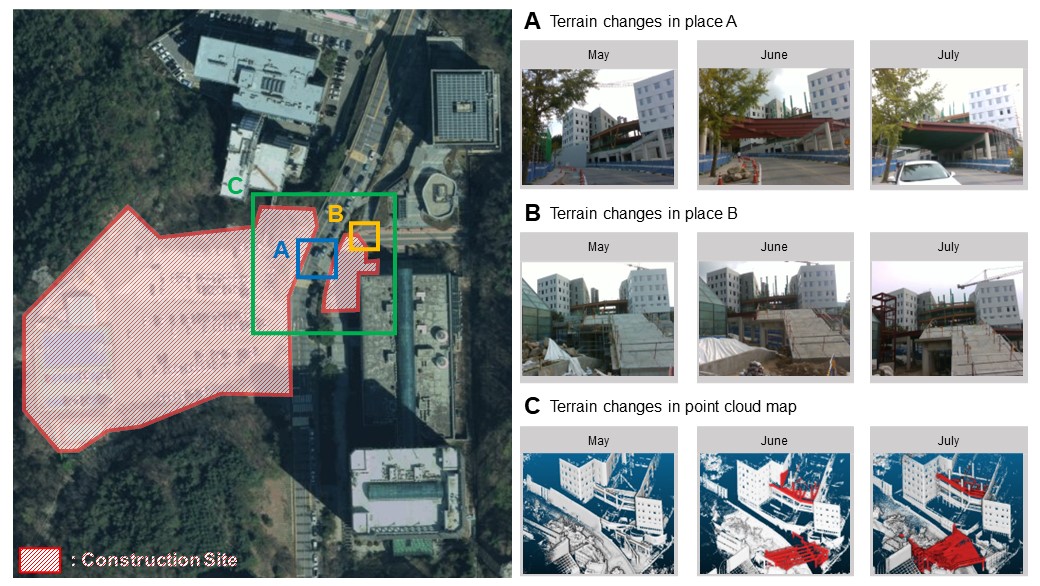 C
B
A
: Construction Site
A Terrain changes in place A
May
June
July
B Terrain changes in place B
May
June
July
C Terrain changes in point cloud map
May
June
July